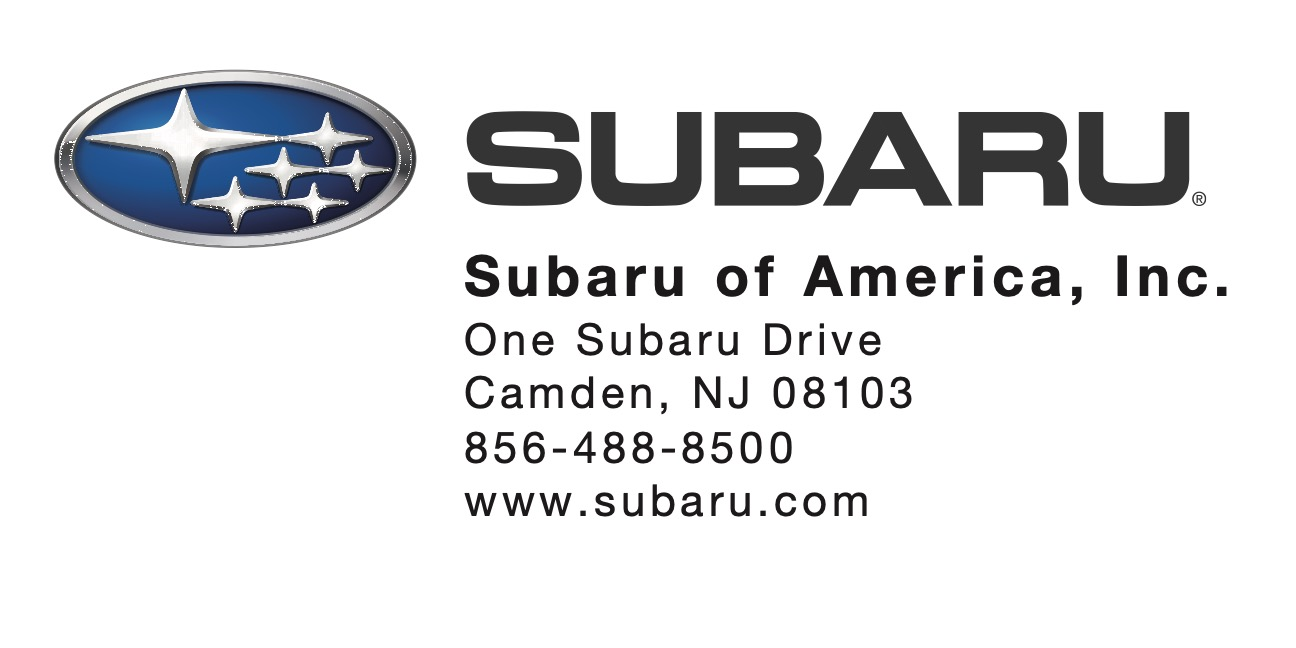 SUBARU®
Subaru of America, Inc.
One Subaru Drive
Camden, NJ 08103
856-488-8500
www.subaru.com